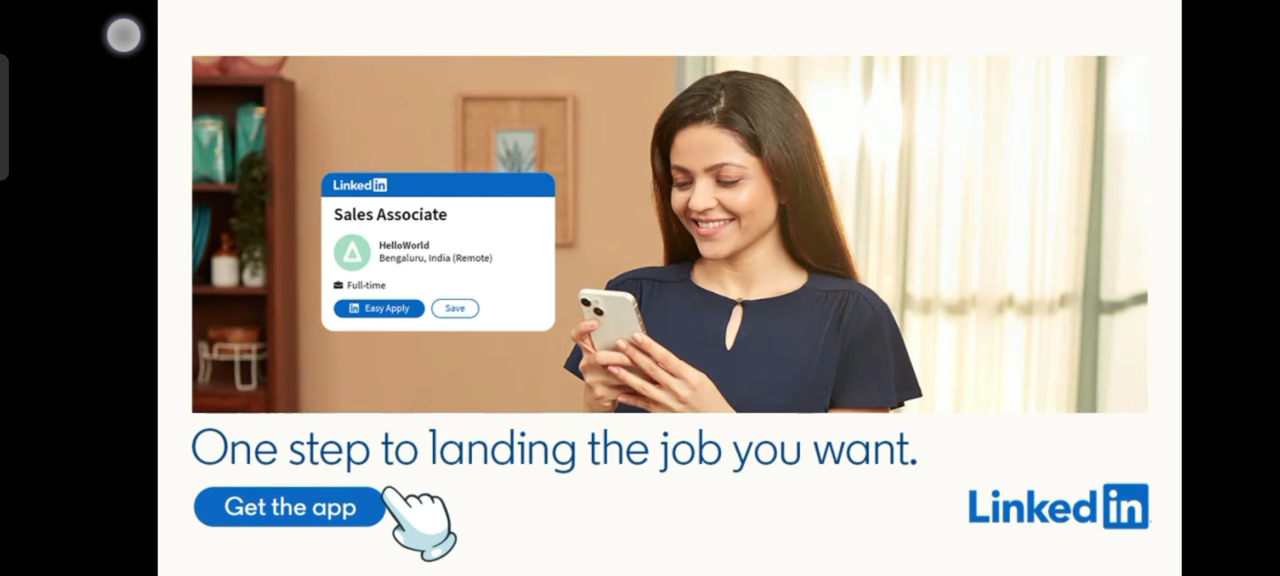 LinkedIn
Sales Associate
HelloWorld
Bengaluru, India (Remote)
Full-time
in Easy Apply
Save
One step to landing the job you want.
Get the app
LinkedIn